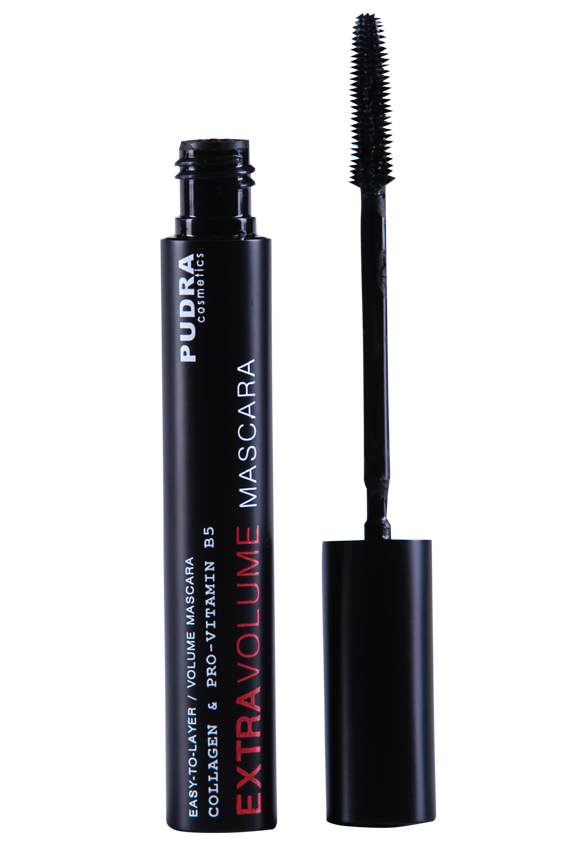 PUDRA
cosmetics
EXTRAVOLUME MASCARA
EASY-TO-LAYER / VOLUME MASCARA
COLLAGEN & PRO-VITAMIN B5